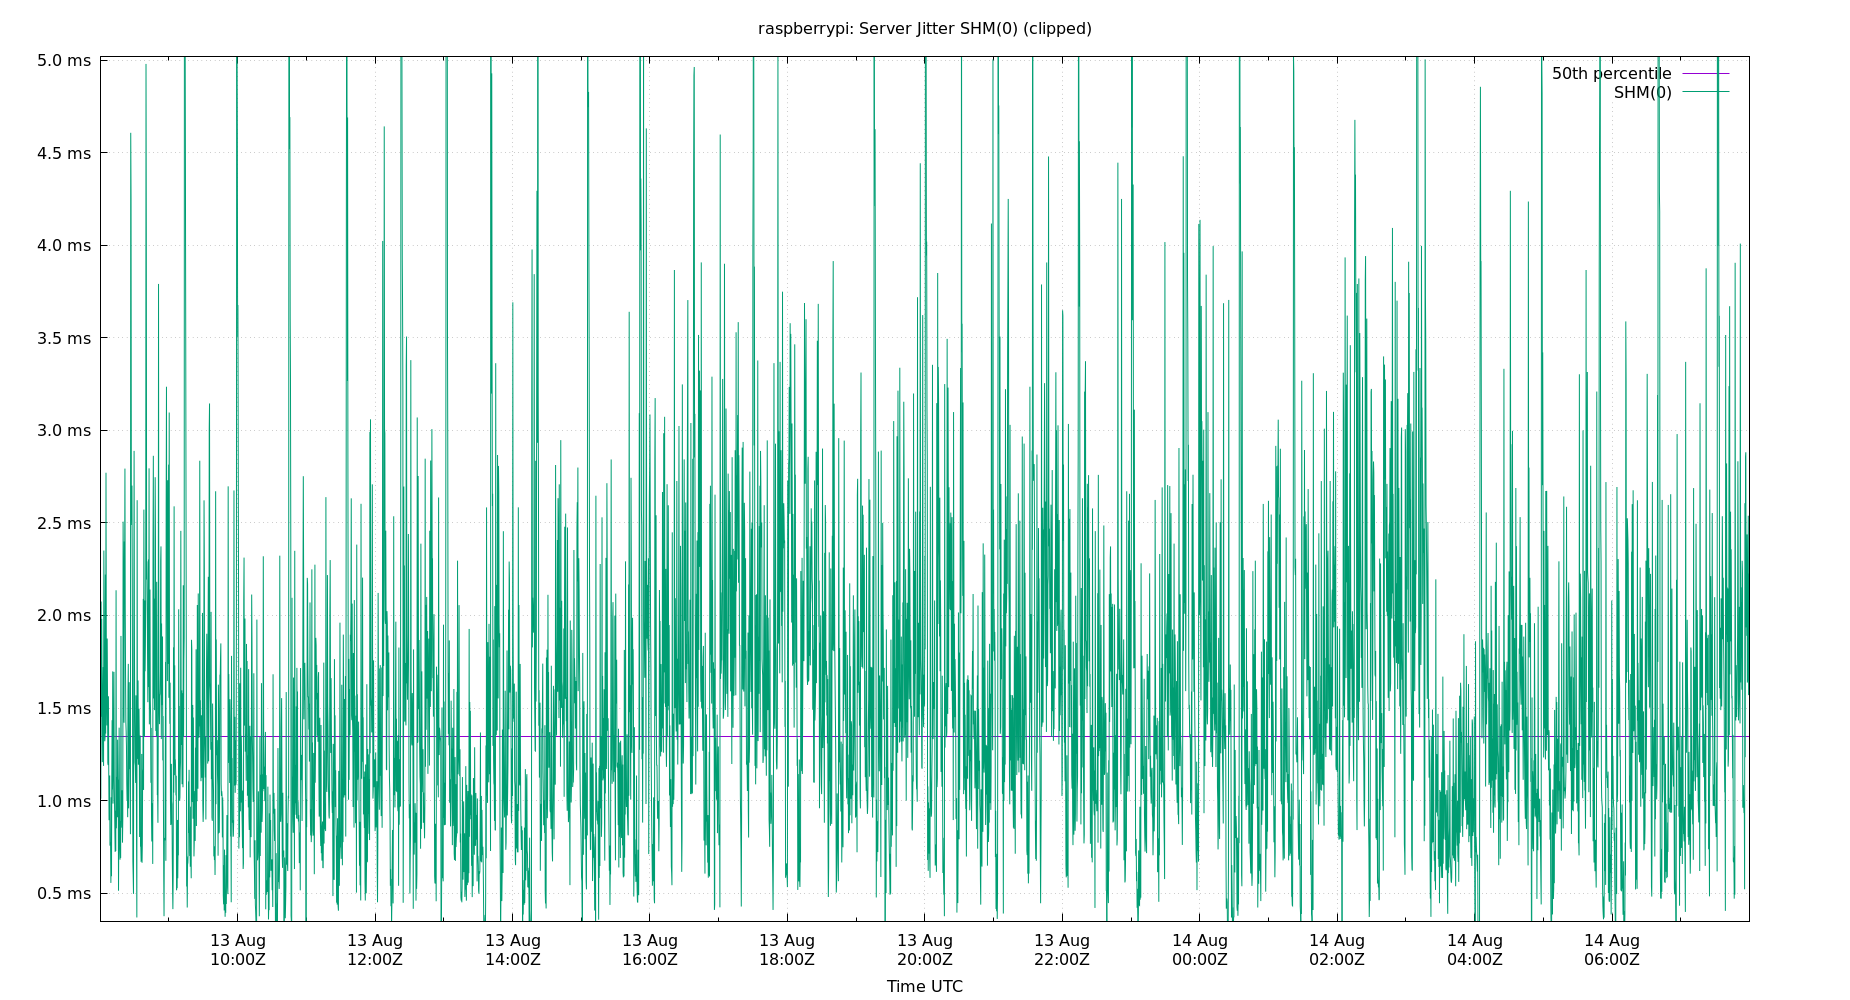 raspberrypi: Server Jitter SHM(0) (clipped)
5.0 ms
4.5 ms
4.0 ms
3.5 ms
3.0 ms
2.5 ms
2.0 ms
1.5 ms
1.0 ms
0.5 ms
50th percentile
SHM(0)
13 Aug 13 Aug 13 Aug 13 Aug 13 Aug 13 Aug 13 Aug 14 Aug 14 Aug 14 Aug 14 Aug
10:00Z 12:00Z 14:00Z 16:00Z 18:00Z 20:00Z 22:00Z 00:00Z 02:00Z 04:00Z 06:00Z
Time UTC